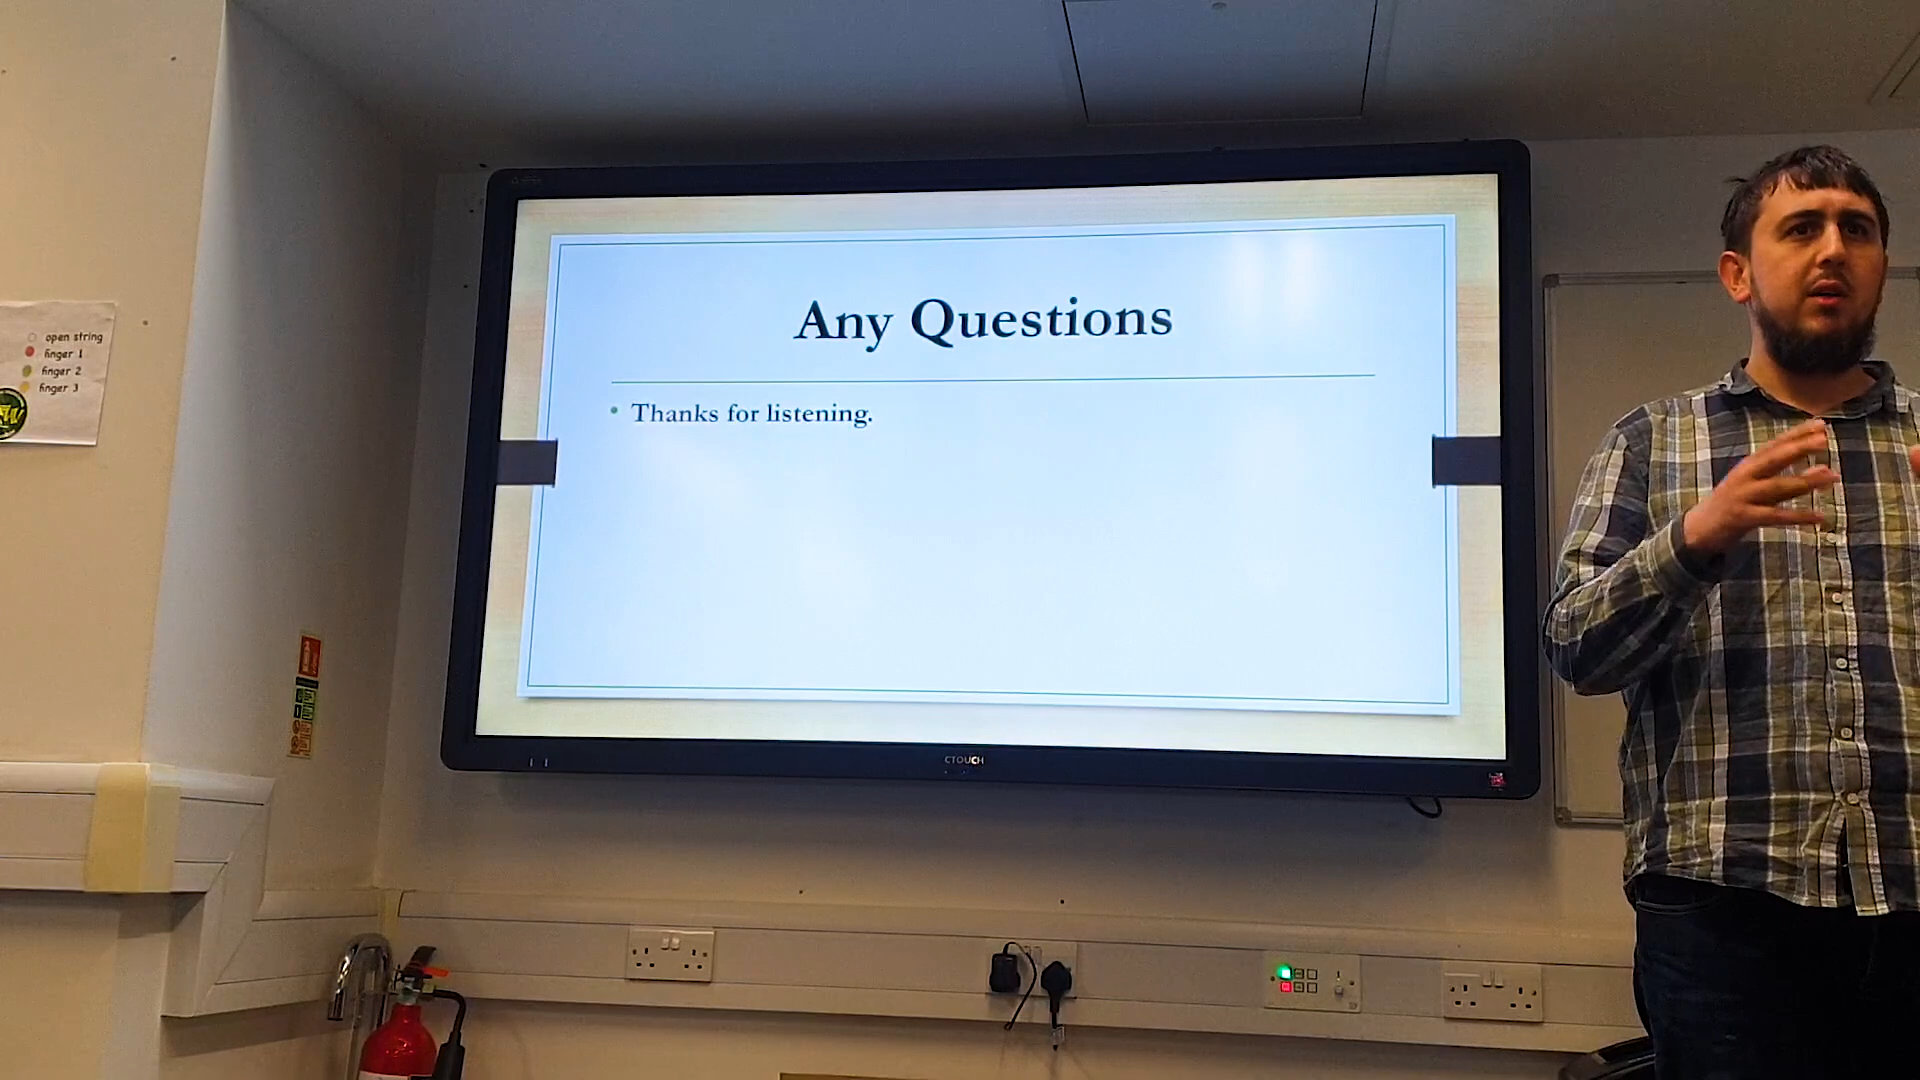 open string
finger 1
finger 2
finger 3
Any Questions
• Thanks for listening.
CTOUCH